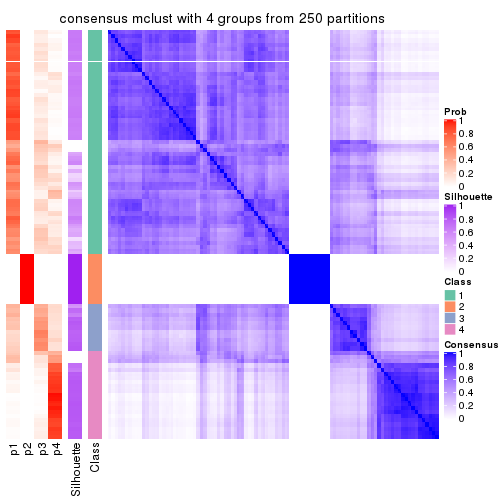 consensus mclust with 4 groups from 250 partitions
Prob
1
0.8
0.6
0.4
0.2
0
Silhouette
1
0.8
0.6
0.4
0.2
0
Class
1
2
3
4
Consensus
1
0.8
0.6
0.4
0.2
0
p1
p2
p3
p4
Silhouette
Class